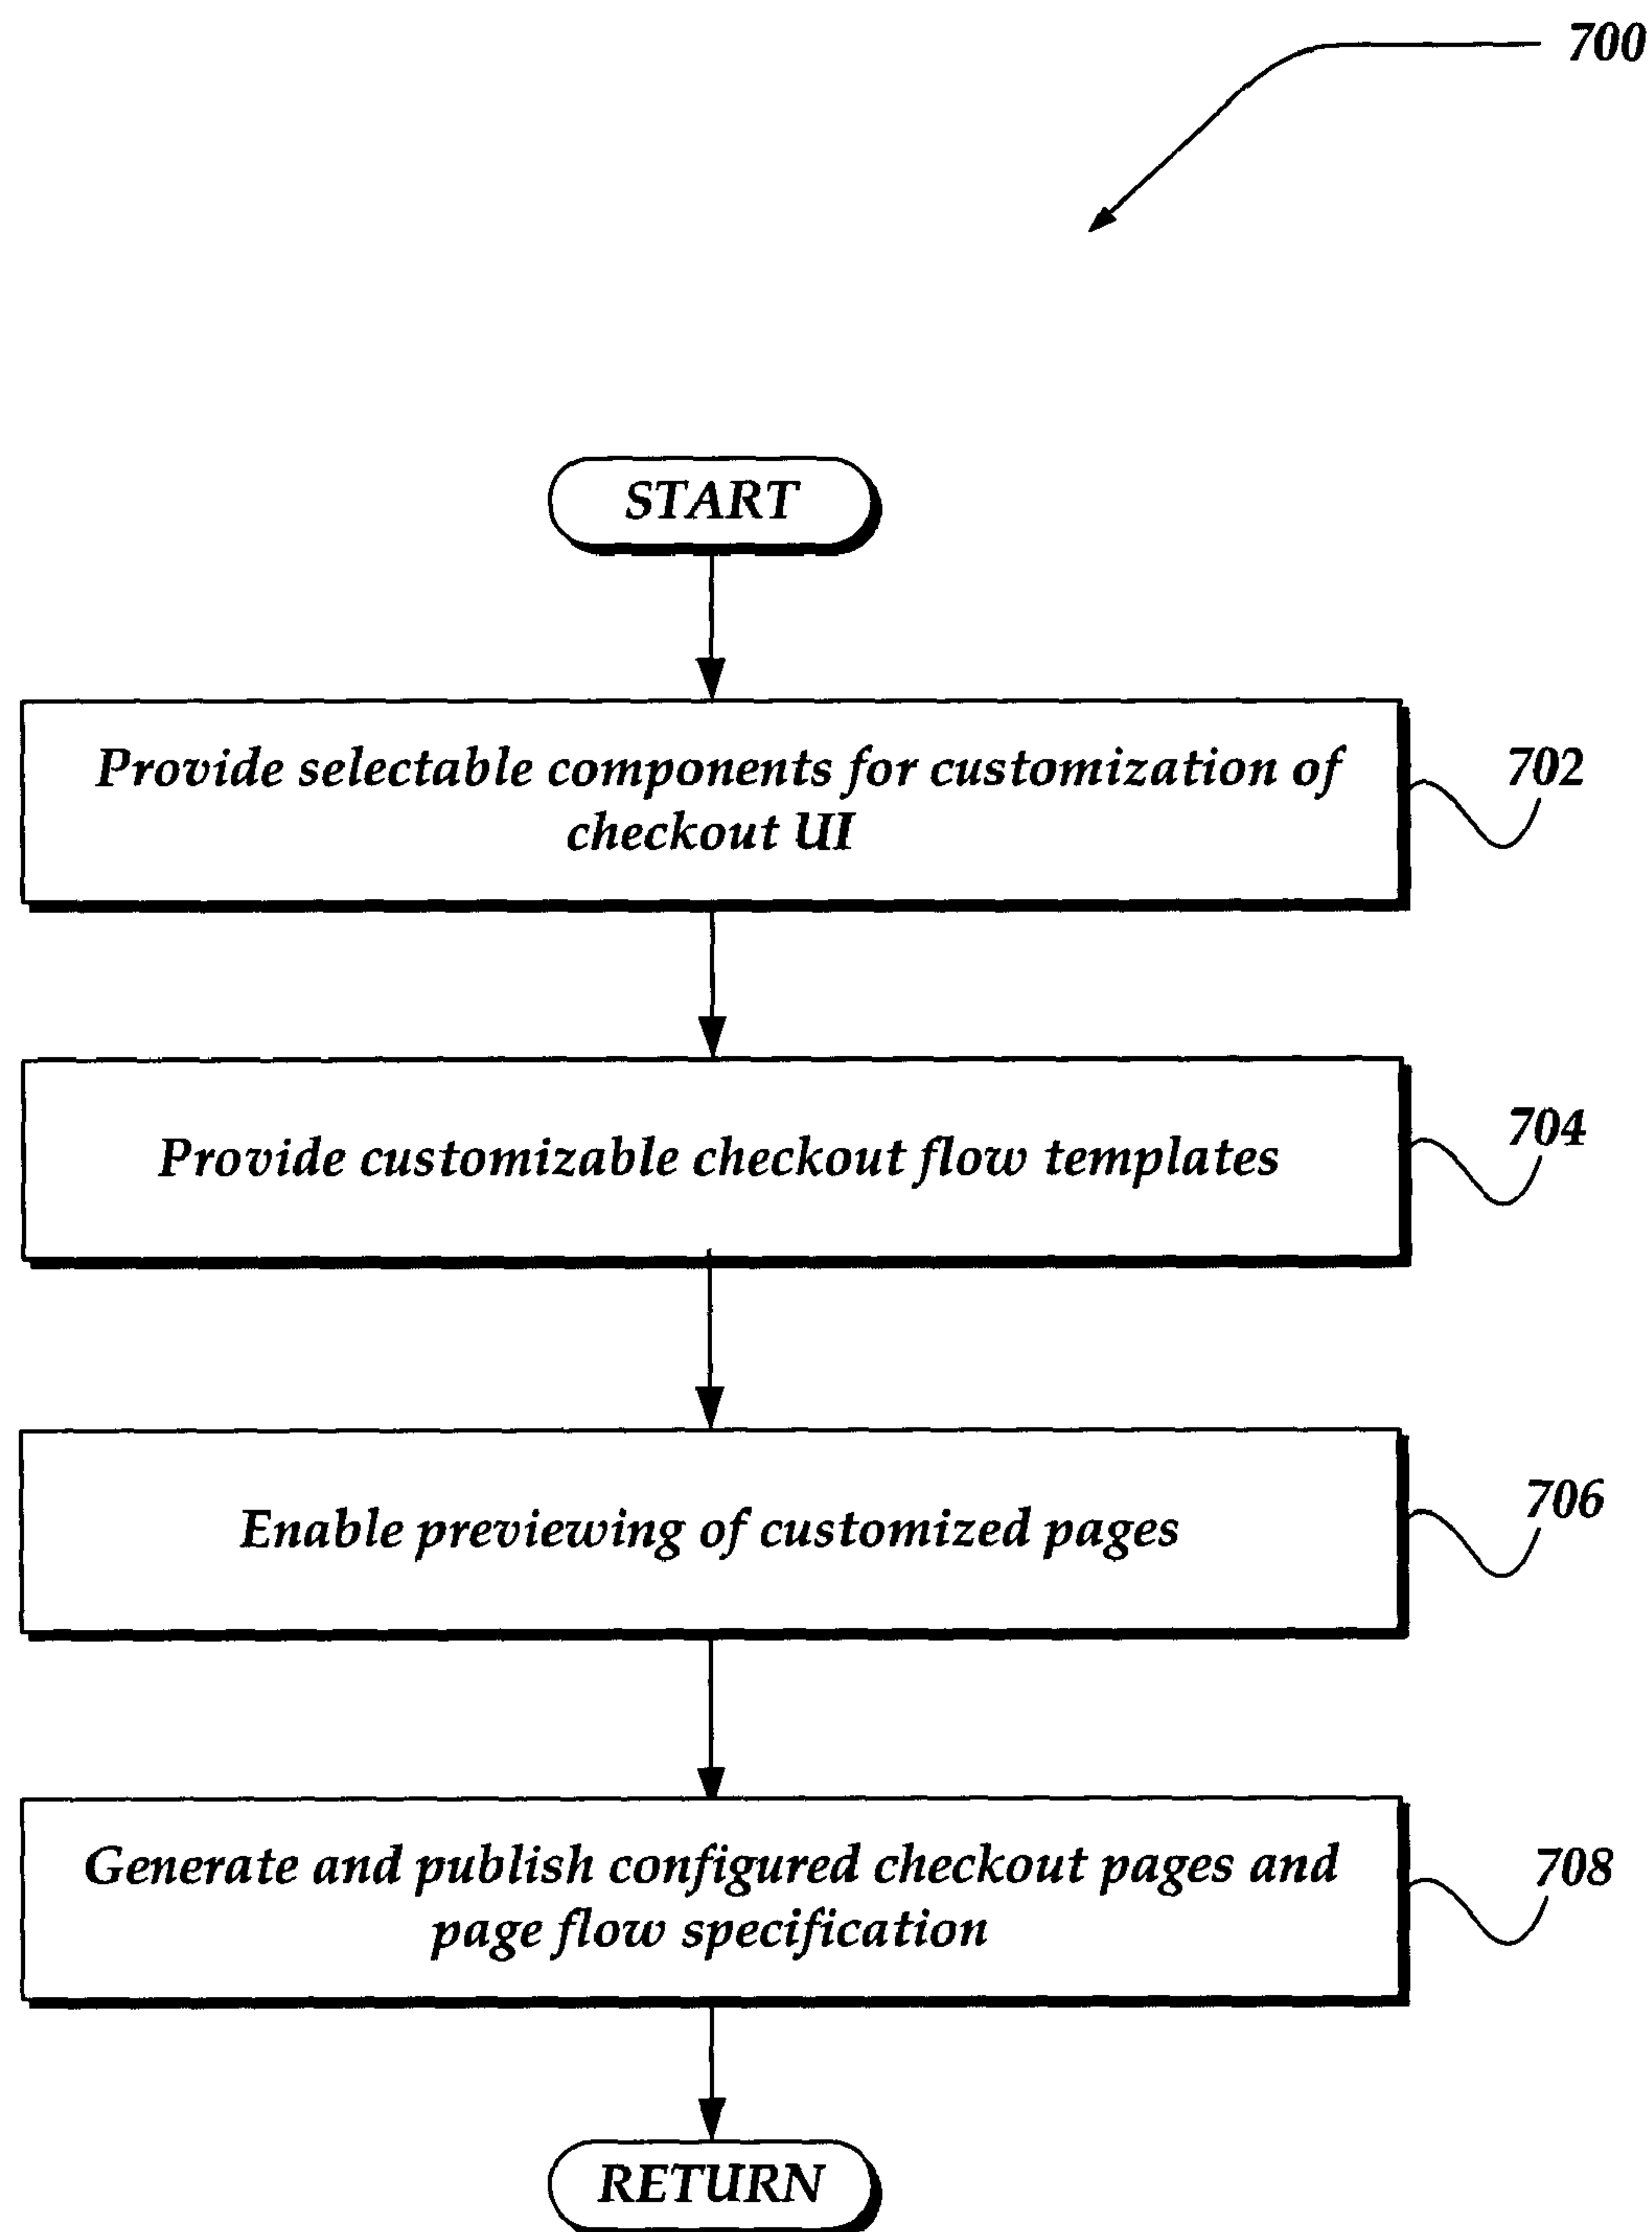 700
START
Provide selectable components for customization of
checkout UI
702
Provide customizable checkout flow templates
704
Enable previewing of customized pages
706
Generate and publish configured checkout pages and
page flow specification
708
RETURN